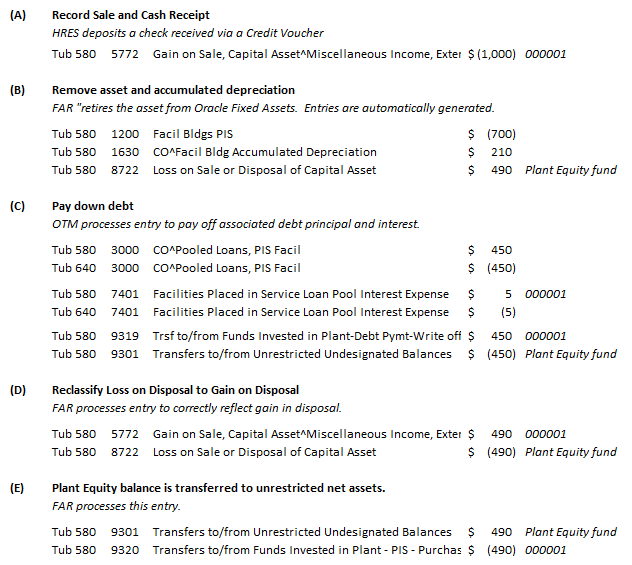 (A) Record Sale and Cash Receipt
HRES deposits a check received via a Credit Voucher
Tub 580 5772 Gain on Sale, Capital Asset^Miscellaneous Income, Exter $ (1,000) 000001
(B) Remove asset and accumulated depreciation
FAR "retires the asset from Oracle Fixed Assets. Entries are automatically generated.
Tub 580 1200 Facil Bldgs PIS $ (700)
Tub 580 1630 CO^Facil Bldg Accumulated Depreciation $ 210
Tub 580 8722 Loss on Sale or Disposal of Capital Asset $ 490 Plant Equity fund
(C) Pay down debt
OTM processes entry to pay off associated debt principal and interest.
Tub 580 3000 CO^Pooled Loans, PIS Facil $ 450
Tub 640 3000 CO^Pooled Loans, PIS Facil $ (450)
Tub 580 7401 Facilities Placed in Service Loan Pool Interest Expense $ 5 000001
Tub 640 7401 Facilities Placed in Service Loan Pool Interest Expense $ (5)
Tub 580 9319 Trsf to/from Funds Invested in Plant-Debt Pymt-Write off $ 450 000001
Tub 580 9301 Transfers to/from Unrestricted Undesignated Balances $ (450) Plant Equity fund
(D) Reclassify Loss on Disposal to Gain on Disposal
FAR processes entry to correctly reflect gain in disposal.
Tub 580 5772 Gain on Sale, Capital Asset^Miscellaneous Income, Exter $ 490 000001
Tub 580 8722 Loss on Sale or Disposal of Capital Asset $ (490) Plant Equity fund
(E) Plant Equity balance is transferred to unrestricted net assets.
FAR processes this entry.
Tub 580 9301 Transfers to/from Unrestricted Undesignated Balances $ 490 Plant Equity fund
Tub 580 9320 Transfers to/from Funds Invested in Plant - PIS - Purchas $ (490) 000001